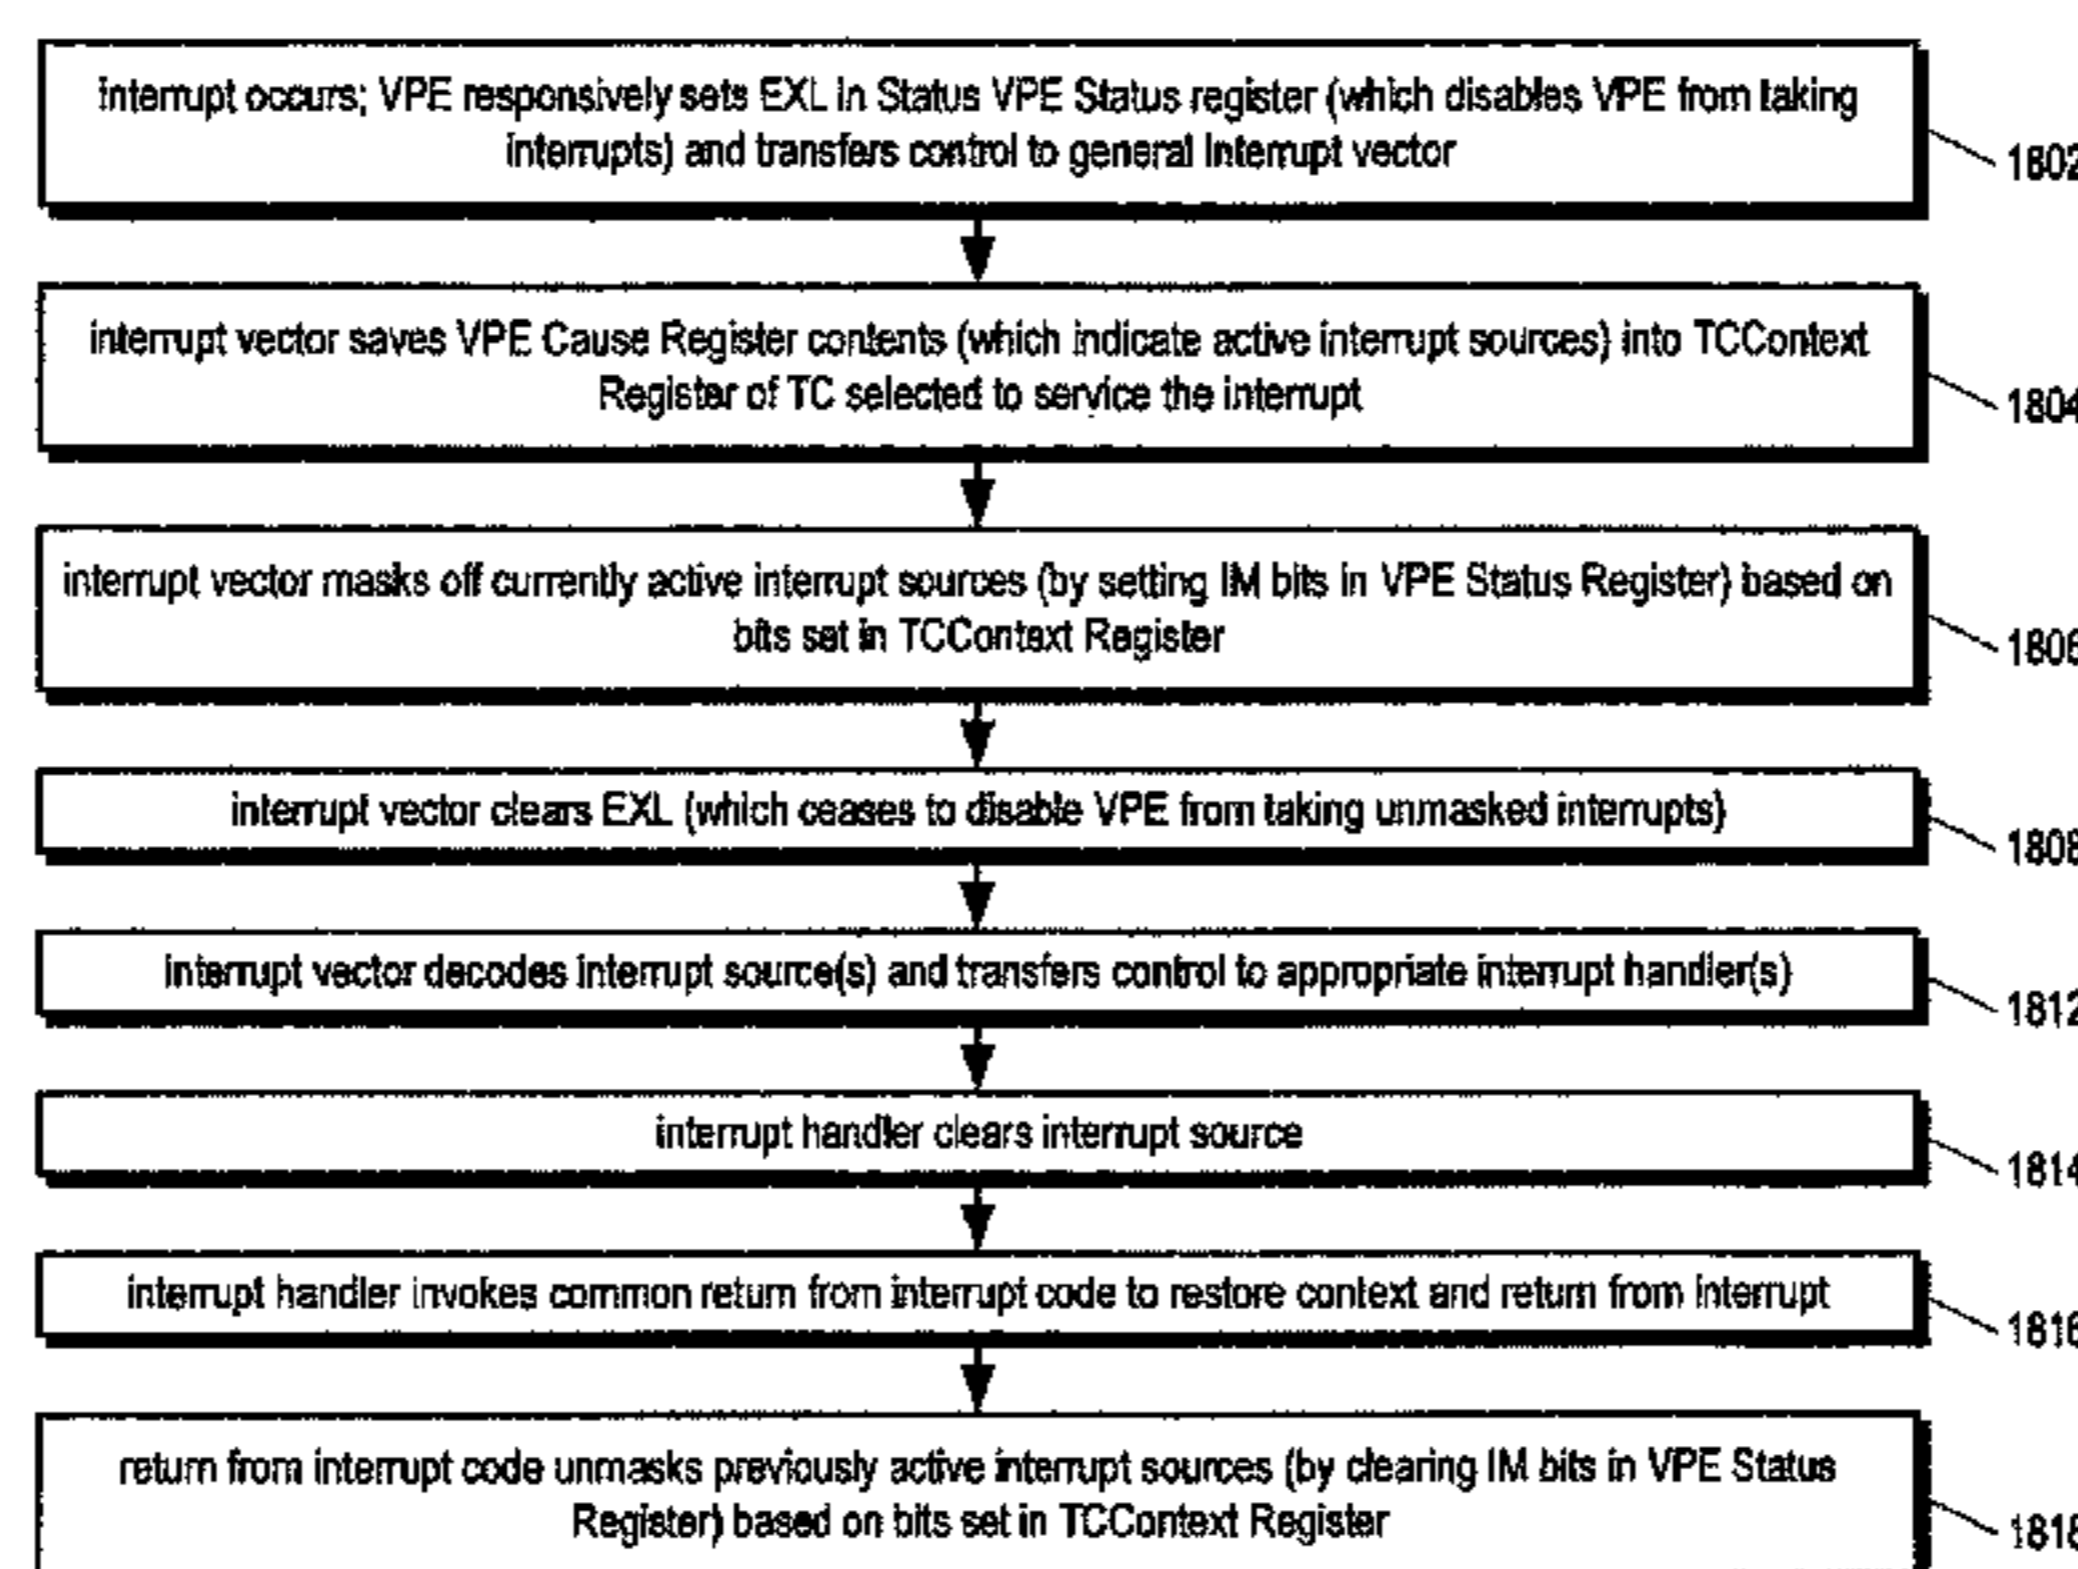 interrupt occurs; VPE responsively sets EXL in Status VPE Status register (which disables VPE from taking
interrupts) and transfers control to general interrupt vector
1802
interrupt vector saves VPE Cause Register contents (which indicate active interrupt sources) into TCContext
Register of TC selected to service the interrupt
1804
interrupt vector masks off currently active interrupt sources (by setting IM bits in VPE Status Register) based on
bits set in TCContext Register
1806
interrupt vector clears EXL (which ceases to disable VPE from taking unmasked interrupts)
1808
interrupt vector decodes interrupt source(s) and transfers control to appropriate interrupt handler(s)
1812
interrupt handler clears interrupt source
1814
interrupt handler invokes common return from interrupt code to restore context and return from interrupt
1816
return from interrupt code unmasks previously active interrupt sources (by clearing IM bits in VPE Status
Register) based on bits set in TCContext Register
1818